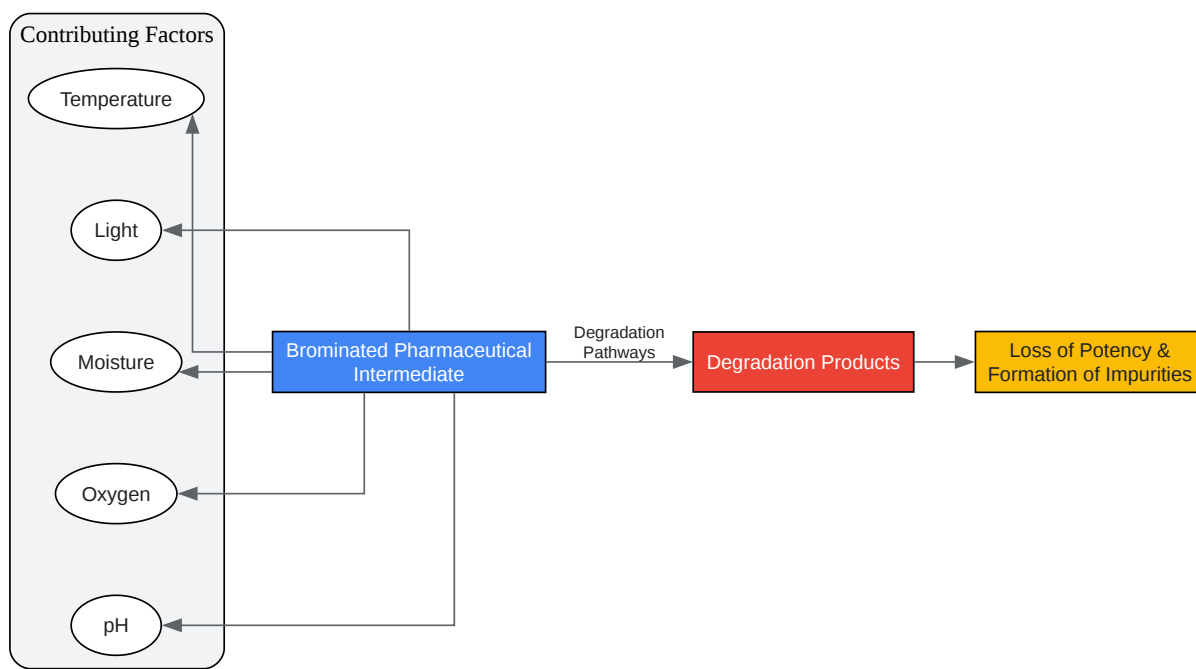 Contributing Factors
Temperature
Light
Moisture
Oxygen
pH
Brominated Pharmaceutical
Intermediate
Degradation
Pathways
Degradation Products
Loss of Potency &
Formation of Impurities